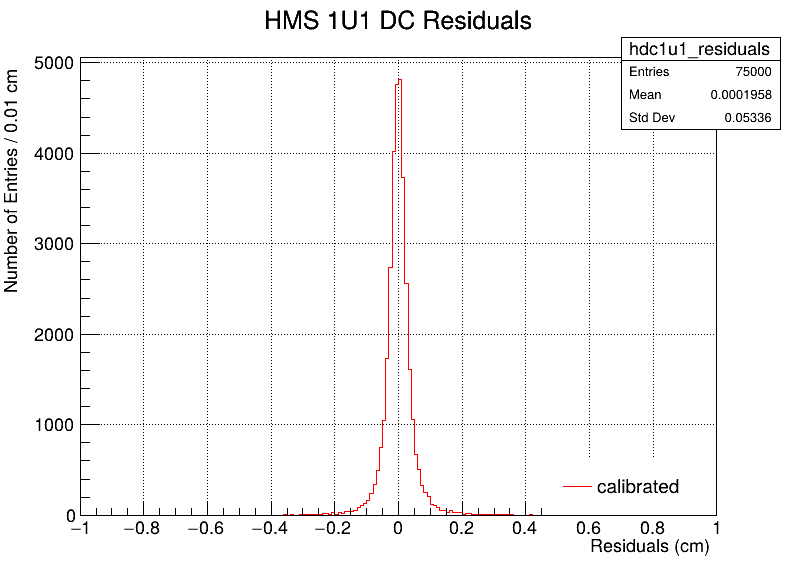 HMS 1U1 DC Residuals
hdc1u1_residuals
Entries 75000
Mean 0.0001958
Std Dev 0.05336
Number of Entries / 0.01 cm
5000
4000
3000
2000
1000
0
calibrated
−1 −0.8 −0.6 −0.4 −0.2 0 0.2 0.4 0.6 0.8 1
Residuals (cm)